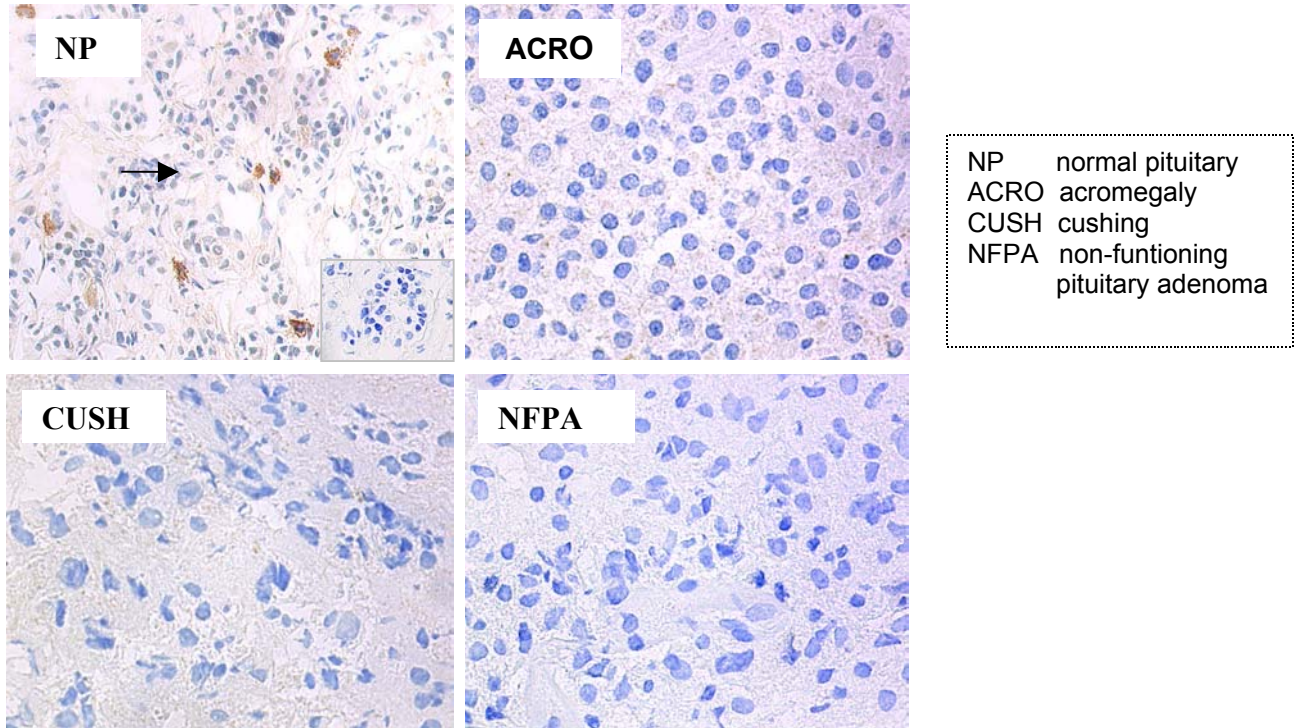 NP
ACRO
NP normal pituitary
ACRO acromegaly
CUSH cushing
NFPA non-funtioning
pituitary adenoma
CUSH
NFPA